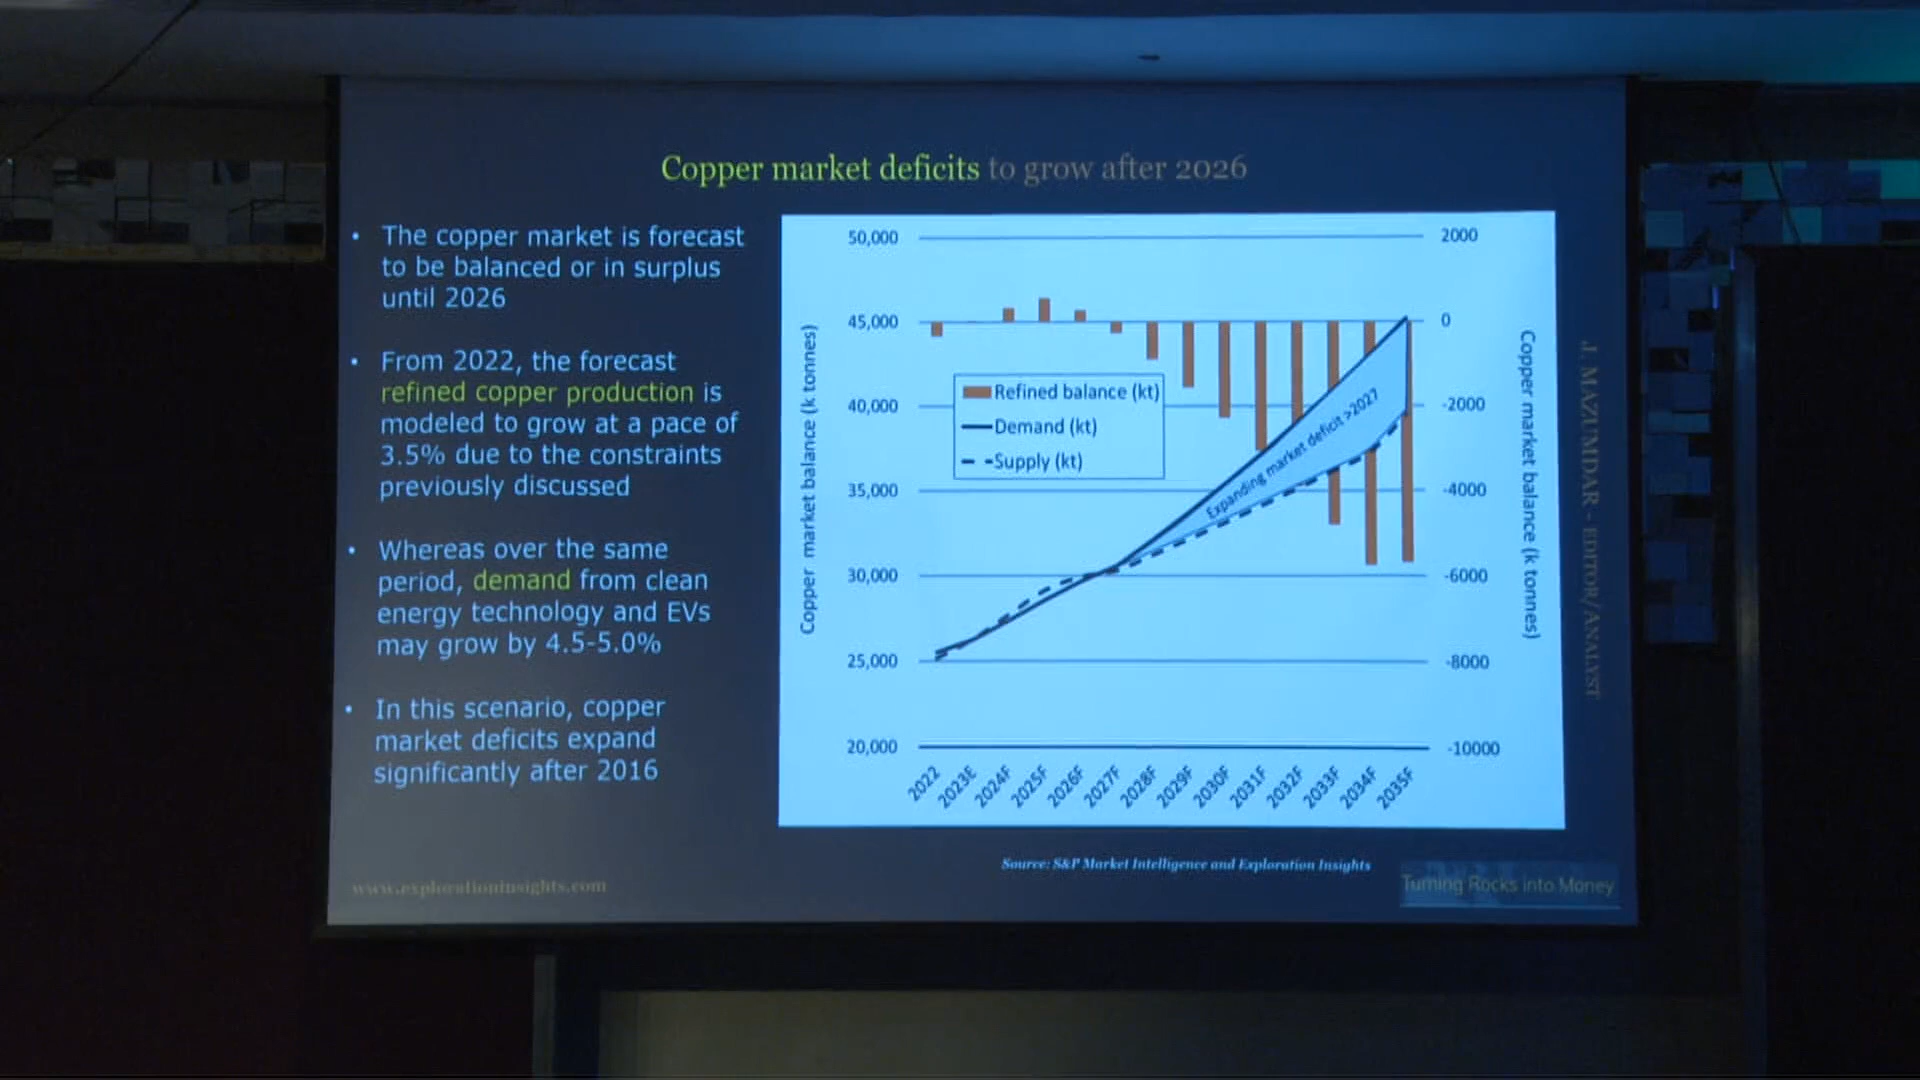 Copper market deficits to grow after 2026
• The copper market is forecast
to be balanced or in surplus
until 2026
• From 2022, the forecast
refined copper production is
modeled to grow at a pace of
3.5% due to the constraints
previously discussed
• Whereas over the same
period, demand from clean
energy technology and EVs
may grow by 4.5-5.0%
• In this scenario, copper
market deficits expand
significantly after 2016
Copper market balance (k tonnes)
50,000
45,000
40,000
35,000
30,000
25,000
20,000
Refined balance (kt)
Demand (kt)
Supply (kt)
Expanding market deficit >2027
2000
0
-2000
-4000
-6000
-8000
-10000
Copper market balance (k tonnes)
2022
2023E
2024F
2025F
2026F
2027F
2028F
2029F
2030F
2031F
2032F
2033F
2034F
2035F
J. MAZUMDAR - EDITOR/ANALYST
Source: S&P Market Intelligence and Exploration Insights
www.explorationinsights.com
Turning Rocks into Money